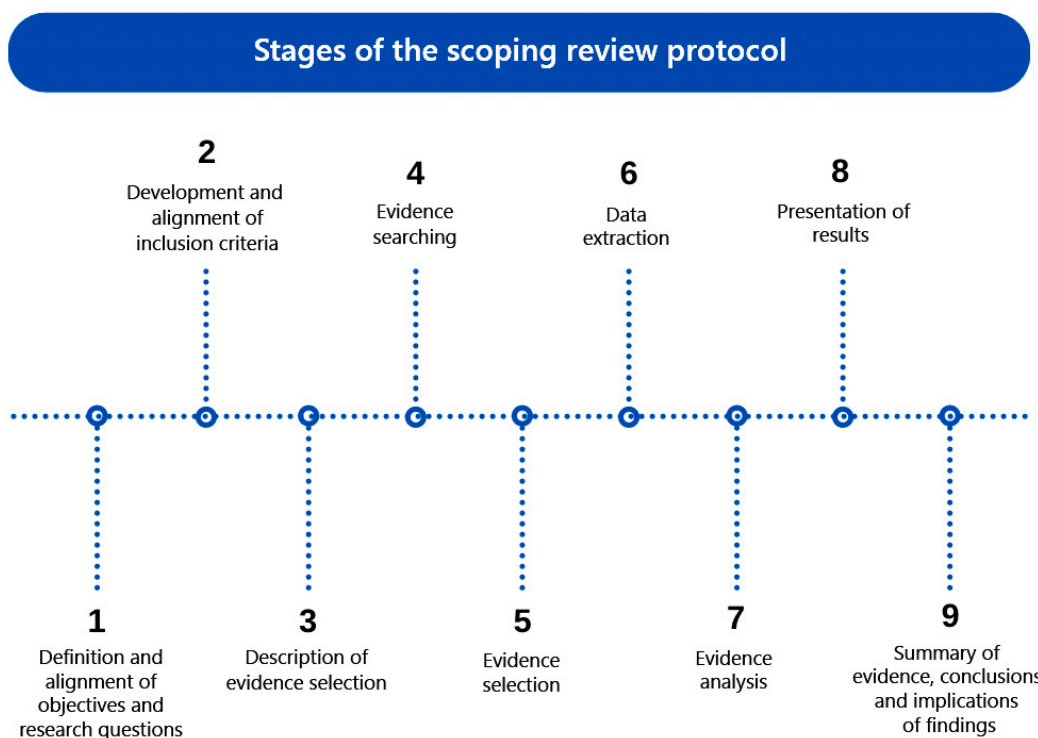 Stages of the scoping review protocol
1
Definition and
alignment of
objectives and
research questions
2
Development and
alignment of
inclusion criteria
3
Description of
evidence selection
4
Evidence
searching
5
Evidence
selection
6
Data
extraction
7
Evidence
analysis
8
Presentation of
results
9
Summary of
evidence, conclusions
and implications
of findings